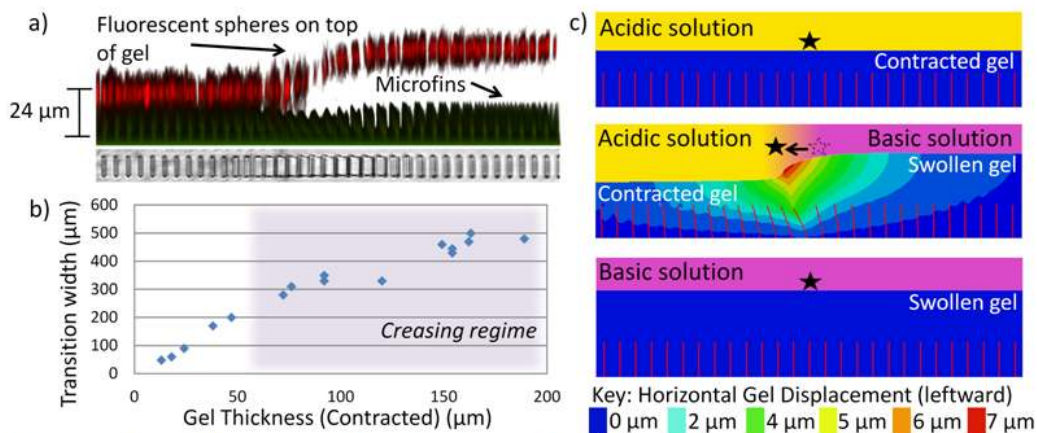 a)
Fluorescent spheres on top
of gel
Microfins
24 µm
b)
Transition width (µm)
600
500
400
300
200
100
0
Creasing regime
0 50 100 150 200
Gel Thickness (Contracted) (µm)
c)
Acidic solution
Contracted gel
Acidic solution Basic solution
Swollen gel
Contracted gel
Basic solution
Swollen gel
Key: Horizontal Gel Displacement (leftward)
0 µm 2 µm 4 µm 5 µm 6 µm 7 µm